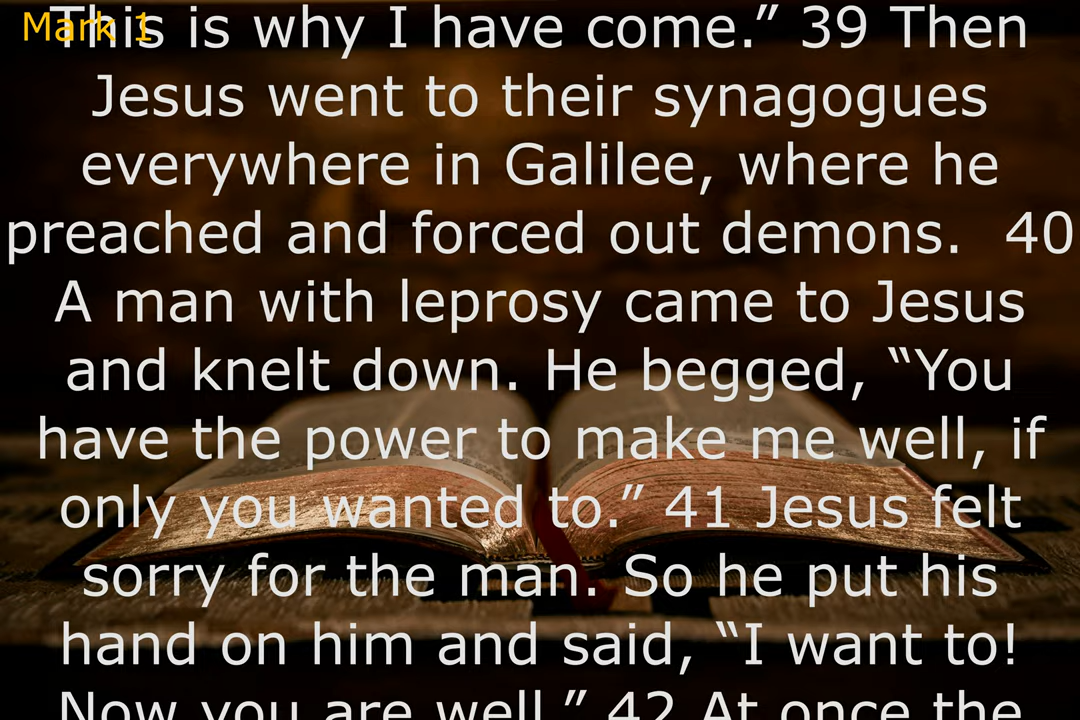 Mark 1
This is why I have come.” 39 Then
Jesus went to their synagogues
everywhere in Galilee, where he
preached and forced out demons.  40
A man with leprosy came to Jesus
and knelt down. He begged, “You
have the power to make me well, if
only you wanted to.” 41 Jesus felt
sorry for the man. So he put his
hand on him and said, “I want to!
Now you are well.” 42 At once the